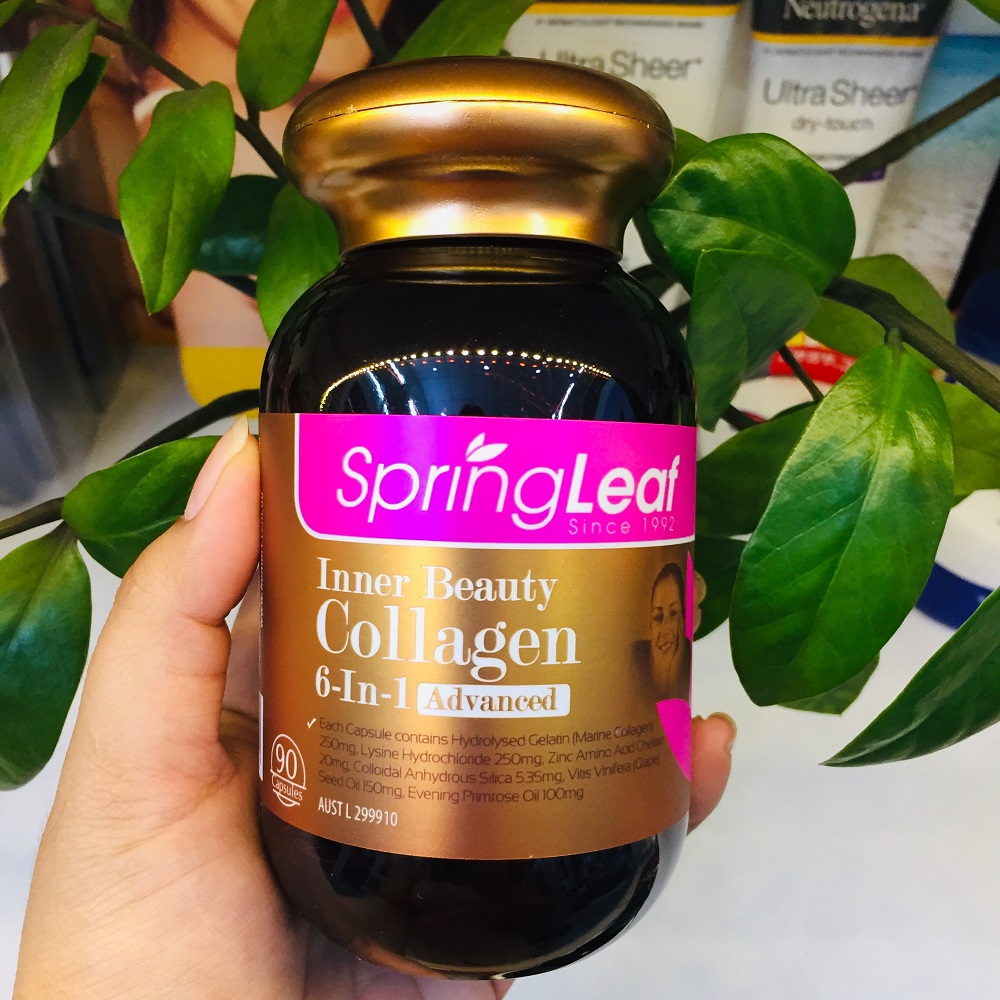 Neutrogena®
Ultra Sheer®
Ultra Sheer®
dry-touch
SpringLeaf
Since 1992
Inner Beauty
Collagen
6-In-1 Advanced
Each Capsule contains Hydrolysed Gelatin (Marine Collagen)
250mg, Lysine Hydrochloride 250mg, Zinc Amino Acid Chelate
20mg, Colloidal Anhydrous Silica 5.35mg, Vitis Vinifera (Grape)
Seed Oil 150mg, Evening Primrose Oil 100mg
90
Capsules
AUST L 299910